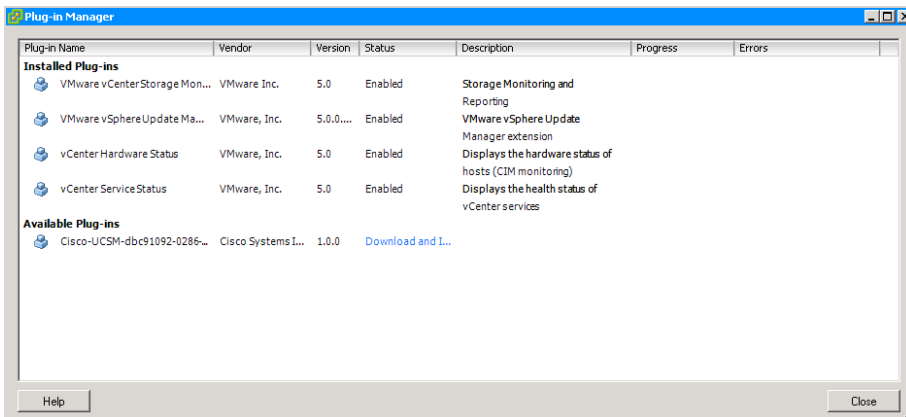 Plug-in Manager
Plug-in Name Vendor Version Status Description Progress Errors
Installed Plug-ins
VMware vCenter Storage Mon... VMware Inc. 5.0 Enabled Storage Monitoring and
Reporting
VMware vSphere Update Ma... VMware, Inc. 5.0.0.... Enabled VMware vSphere Update
Manager extension
vCenter Hardware Status VMware, Inc. 5.0 Enabled Displays the hardware status of
hosts (CIM monitoring)
vCenter Service Status VMware, Inc. 5.0 Enabled Displays the health status of
vCenter services
Available Plug-ins
Cisco-UCSM-dbc91092-0286-... Cisco Systems I... 1.0.0 Download and I...
Help Close